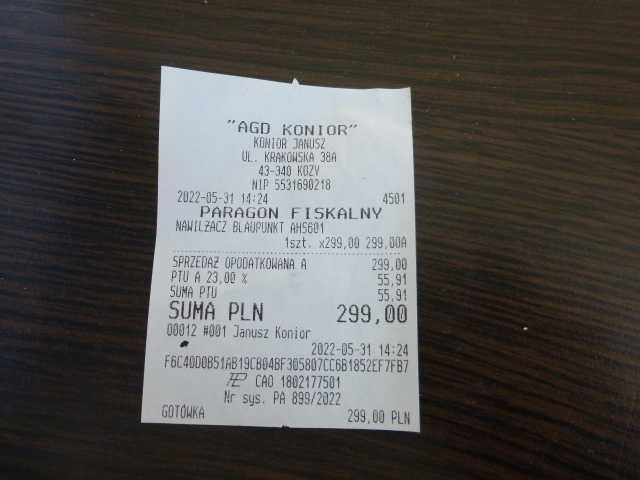 "AGD KONIOR"
KONIOR JANUSZ
UL. KRAKOWSKA 38A
43-340 KOZY
NIP 5531690218
2022-05-31 14:24 4501
PARAGON FISKALNY
NAWILŻACZ BLAUPUNKT AHS601
1szt. x299,00 299,00A
SPRZEDAŻ OPODATKOWANA A 299,00
PTU A 23,00 % 55,91
SUMA PTU 55,91
SUMA PLN 299,00
00012 #001 Janusz Konior
2022-05-31 14:24
F6C40D0B51AB19CB04BF305807CC6B1852EF7FB7
CAO 1802177501
Nr sys. PA 899/2022
GOTÓWKA 299,00 PLN